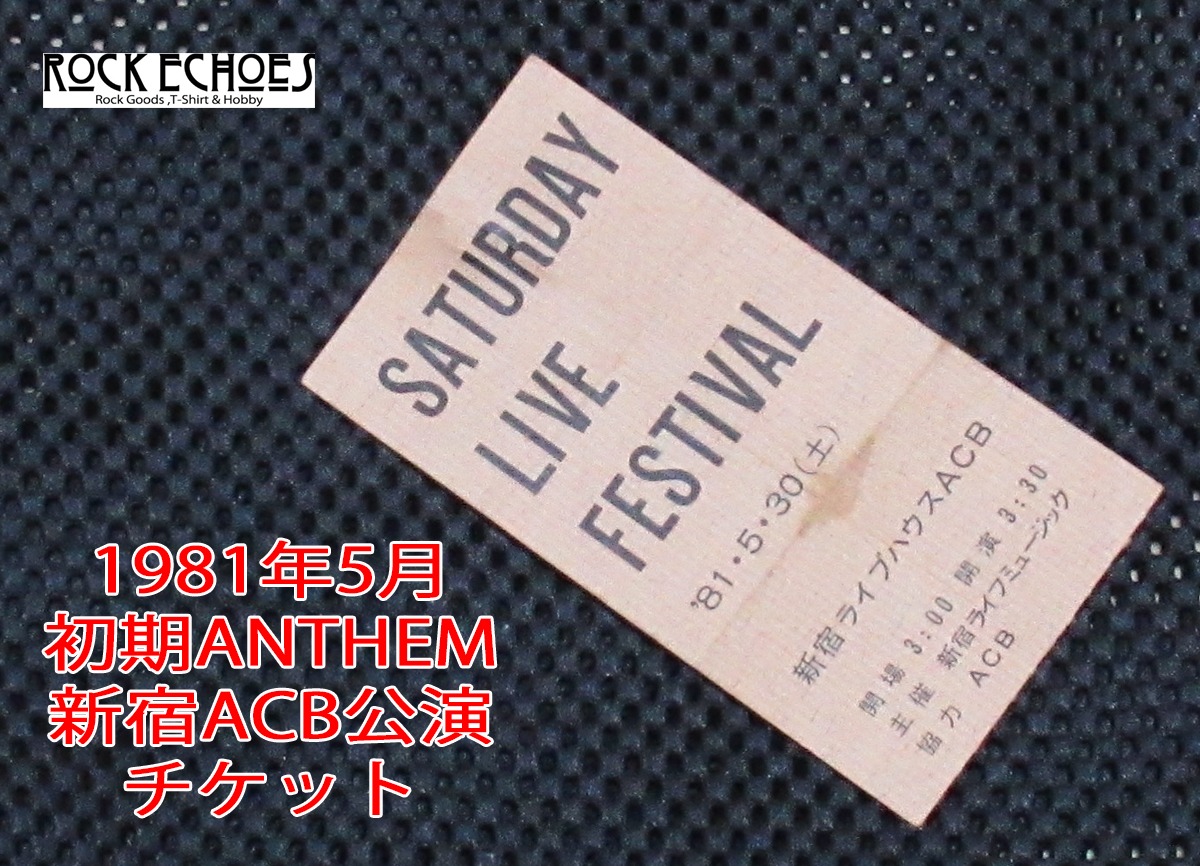 ROCK ECHOES
Rock Goods ,T-Shirt & Hobby
SATURDAY
LIVE
FESTIVAL
'81・5・30(土)
新宿ライブハウスACB
開場 3:00 開演 3:30
主催 新宿ライフミュージック
協力 ACB
1981年5月
初期ANTHEM
新宿ACB公演
チケット